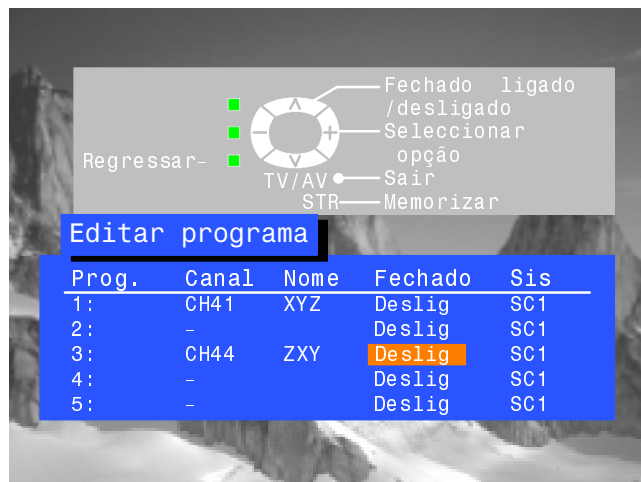 Fechado ligado
/desligado
Seleccionar
opção
Regressar-
TV/AV Sair
STR Memorizar
Editar programa
Prog. Canal Nome Fechado Sis
1: CH41 XYZ Deslig SC1
2: – Deslig SC1
3: CH44 ZXY Deslig SC1
4: – Deslig SC1
5: – Deslig SC1